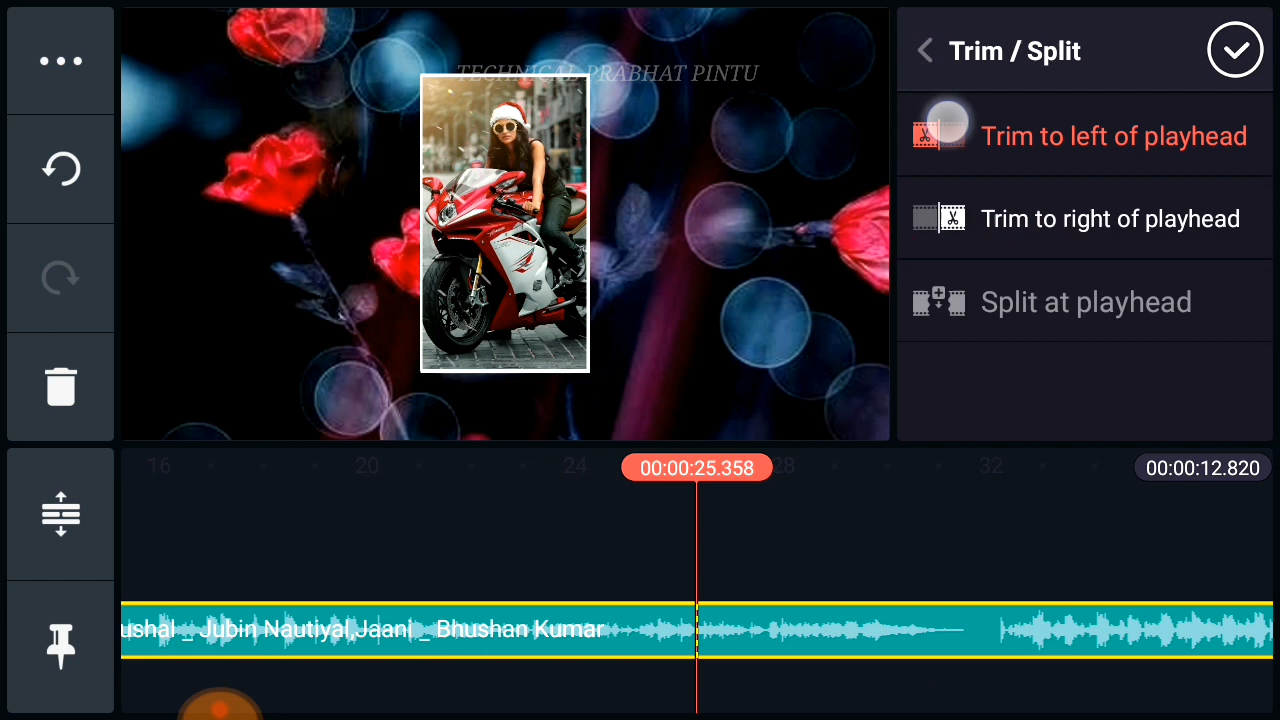 Trim / Split
TECHNICAL PRABHAT PINTU
Trim to left of playhead
Trim to right of playhead
Split at playhead
16
20
24
00:00:25.358
28
32
00:00:12.820
ushal _ Jubin Nautiyal,Jaani _ Bhushan Kumar